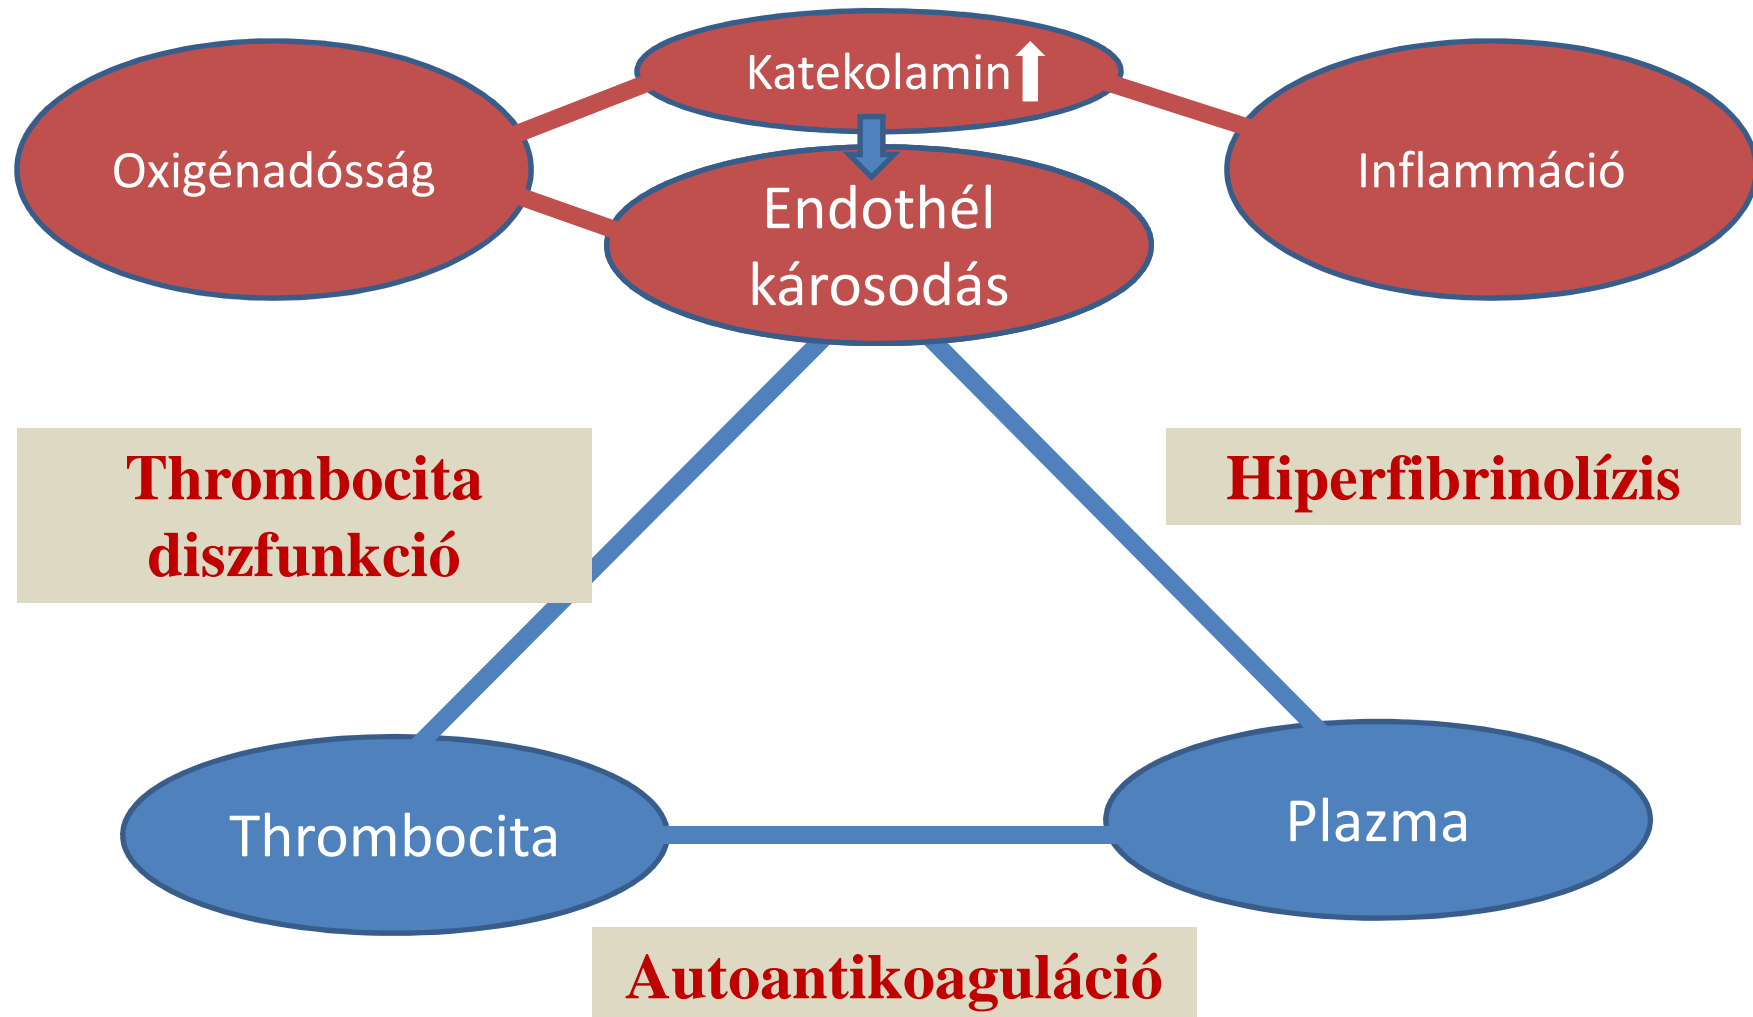 Katekolamin
Oxigénadósság
Inflammáció
Endothél
károsodás
Thrombocita
diszfunkció
Hiperfibrinolízis
Thrombocita
Plazma
Autoantikoaguláció